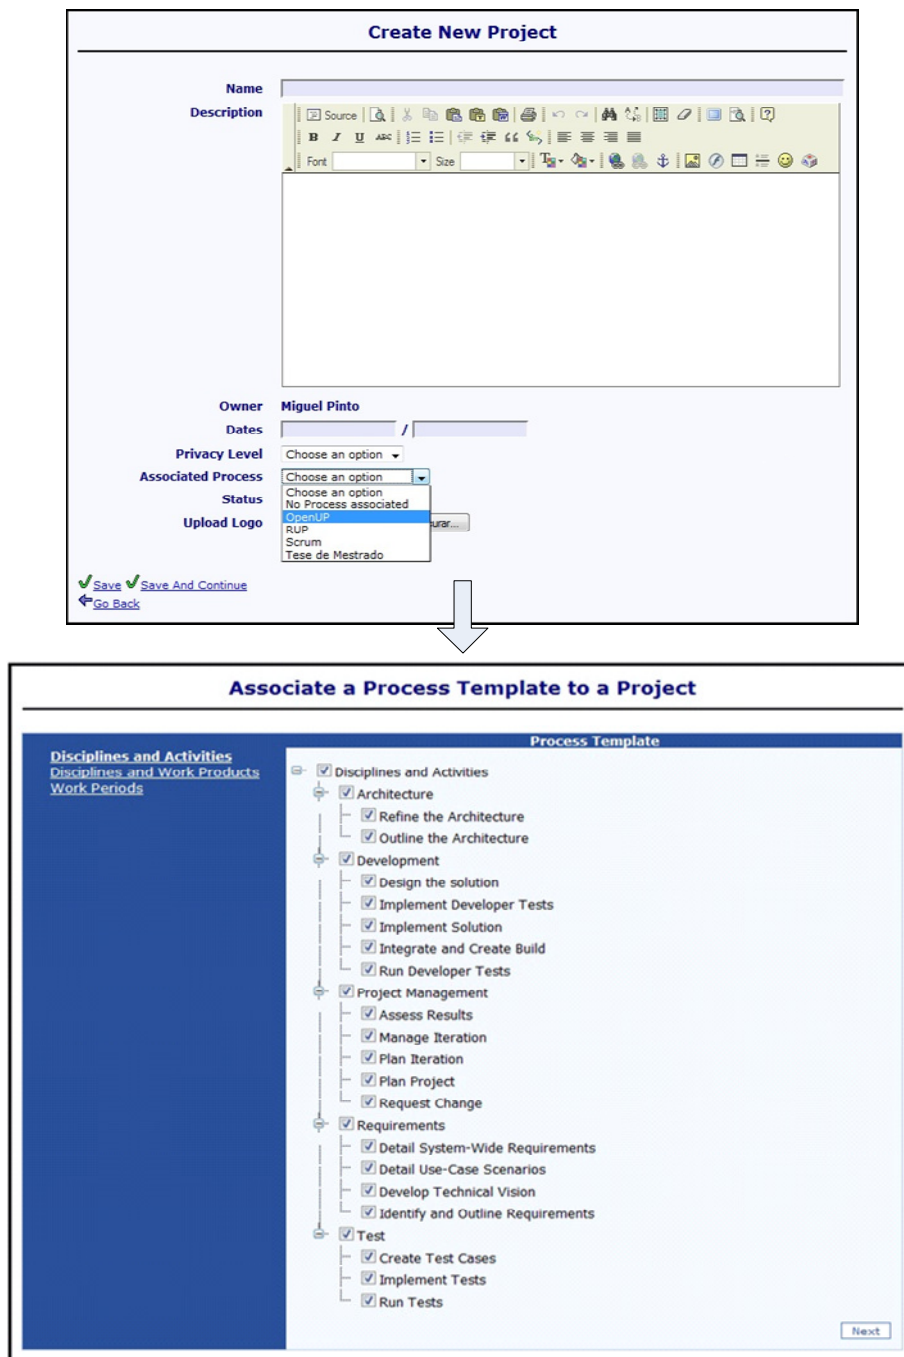 Create New Project
Name
Description
Source
B I U ABC
Font Size
Owner Miguel Pinto
Dates /
Privacy Level Choose an option
Associated Process Choose an option
Choose an option
No Process associated
Status
OpenUP
Upload Logo urar...
RUP
Scrum
Tese de Mestrado
Save Save And Continue
Go Back
Associate a Process Template to a Project
Process Template
Disciplines and Activities
Disciplines and Work Products
Work Periods
Disciplines and Activities
Architecture
Refine the Architecture
Outline the Architecture
Development
Design the solution
Implement Developer Tests
Implement Solution
Integrate and Create Build
Run Developer Tests
Project Management
Assess Results
Manage Iteration
Plan Iteration
Plan Project
Request Change
Requirements
Detail System-Wide Requirements
Detail Use-Case Scenarios
Develop Technical Vision
Identify and Outline Requirements
Test
Create Test Cases
Implement Tests
Run Tests
Next